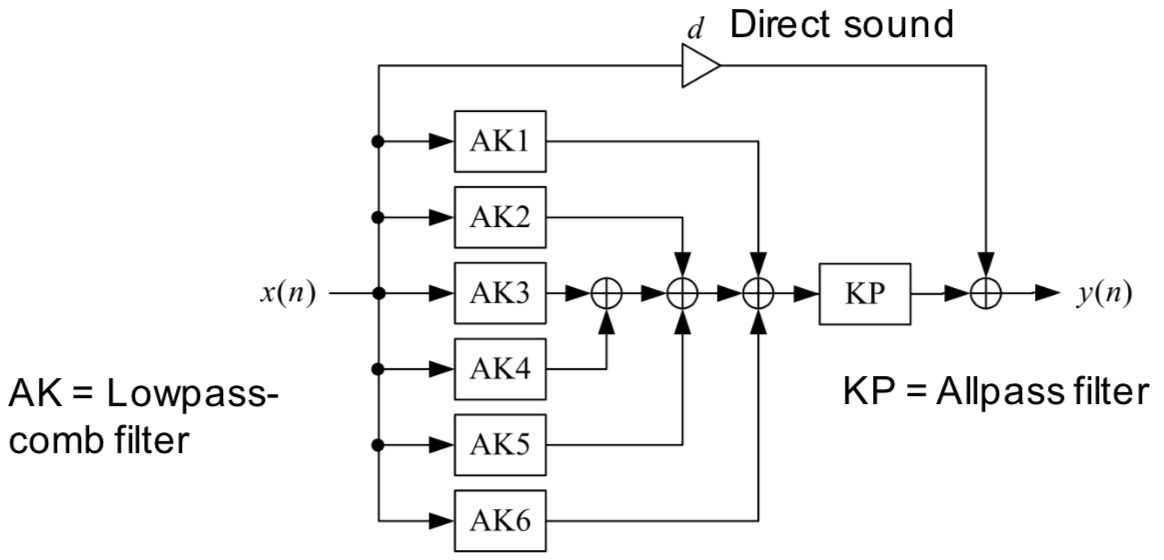 d Direct sound
AK1
AK2
x(n) AK3 KP y(n)
AK4
AK = Lowpass-
comb filter
KP = Allpass filter
AK5
AK6